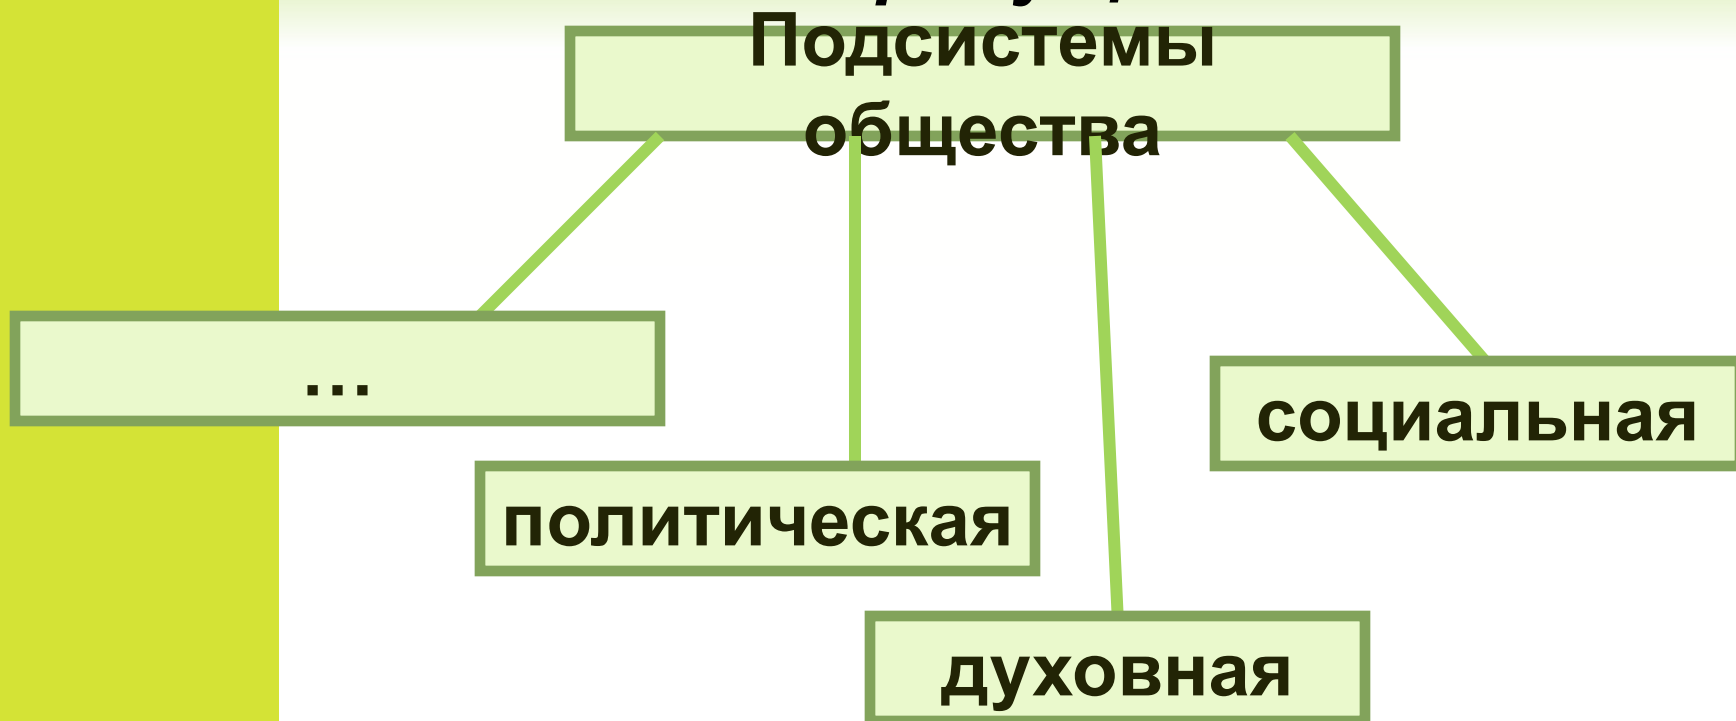 Подсистемы
общества
…
социальная
политическая
духовная